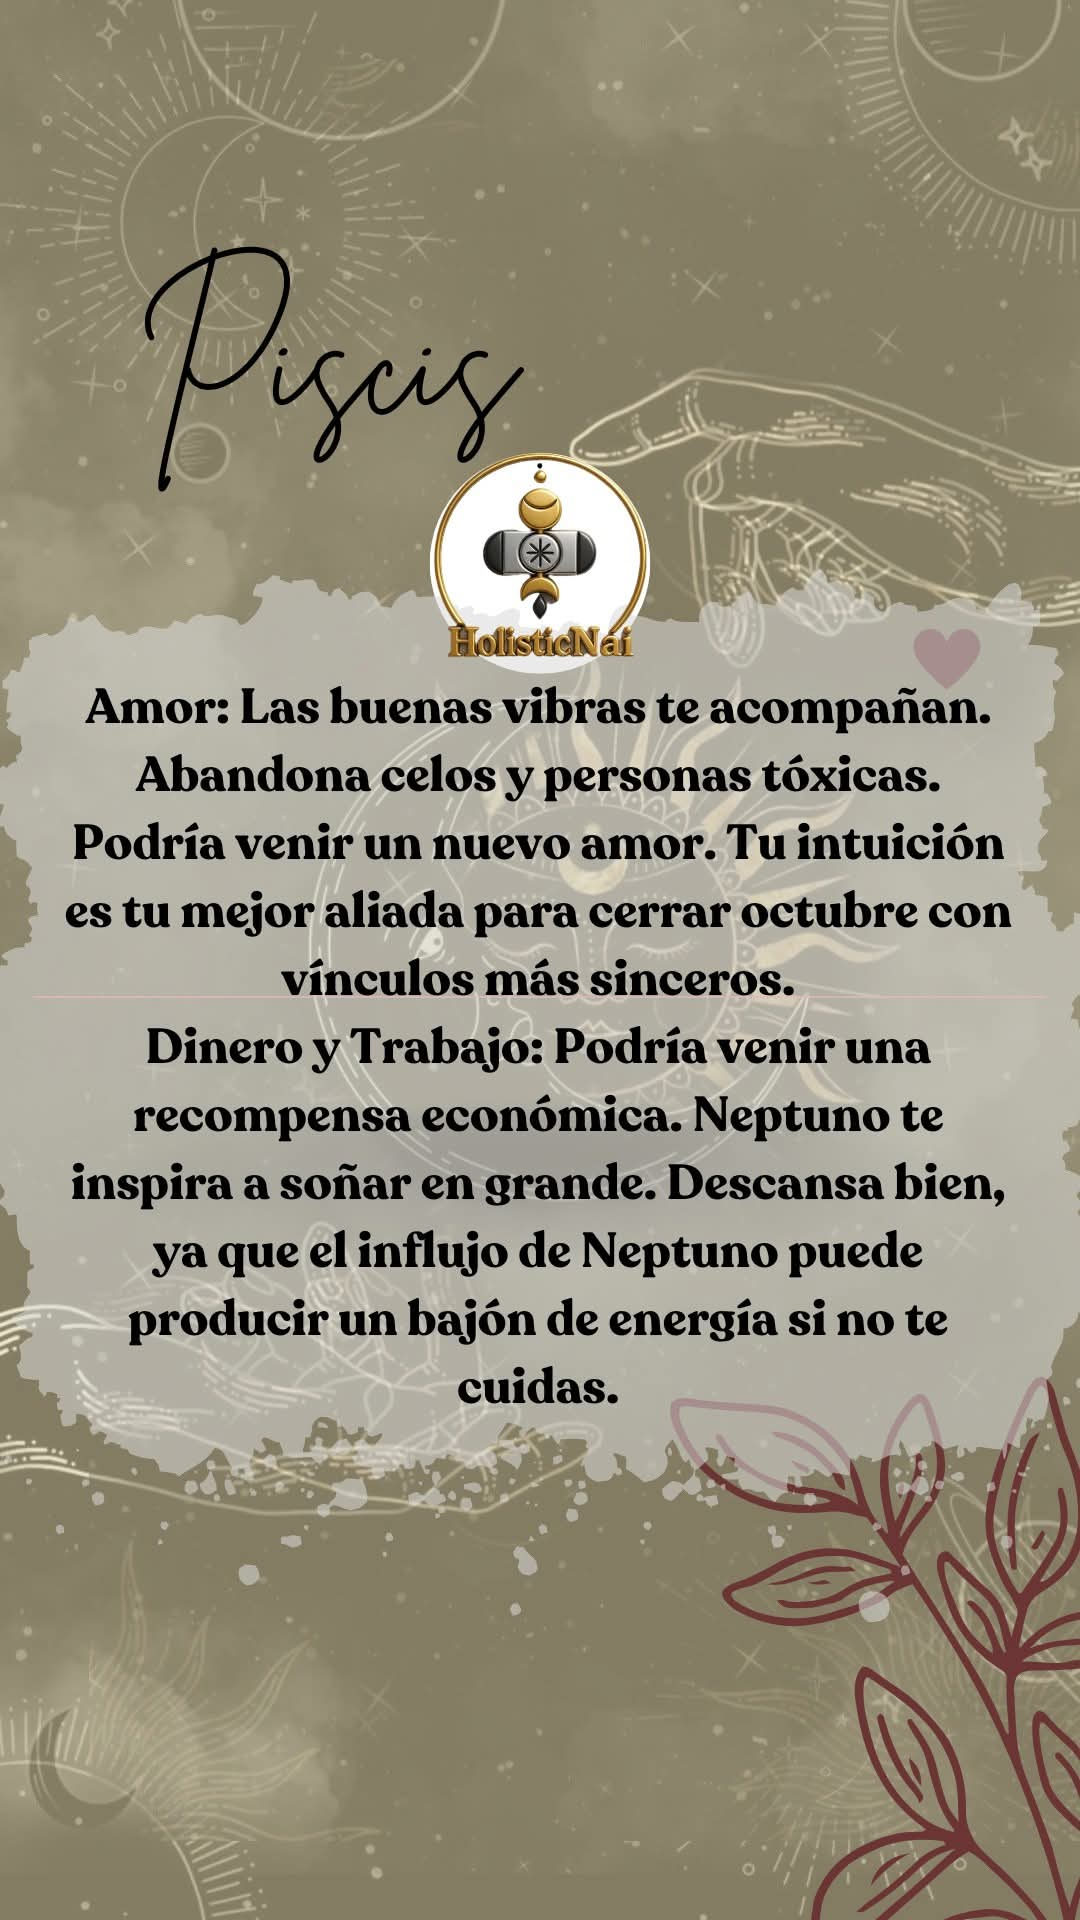 Piscis
HolisticNai
Amor: Las buenas vibras te acompañan.
Abandona celos y personas tóxicas.
Podría venir un nuevo amor. Tu intuición
es tu mejor aliada para cerrar octubre con
vínculos más sinceros.
Dinero y Trabajo: Podría venir una
recompensa económica. Neptuno te
inspira a soñar en grande. Descansa bien,
ya que el influjo de Neptuno puede
producir un bajón de energía si no te
cuidas.